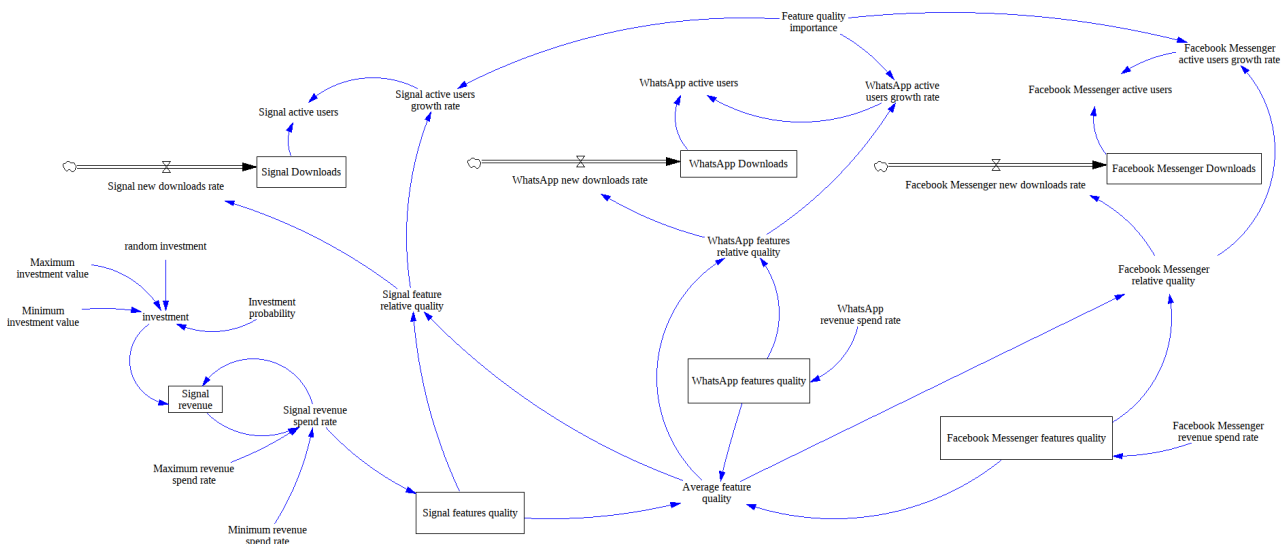 Feature quality
importance
Facebook Messenger
active users growth rate
WhatsApp active users
WhatsApp active
users growth rate
Facebook Messenger active users
Signal active users
growth rate
Signal active users
Signal Downloads
WhatsApp Downloads
Facebook Messenger Downloads
Signal new downloads rate
WhatsApp new downloads rate
Facebook Messenger new downloads rate
random investment
WhatsApp features
relative quality
Maximum
investment value
Facebook Messenger
relative quality
Signal feature
relative quality
Investment
probability
Minimum
investment value
investment
WhatsApp
revenue spend rate
WhatsApp features quality
Signal
revenue
Signal revenue
spend rate
Facebook Messenger features quality
Facebook Messenger
revenue spend rate
Maximum revenue
spend rate
Average feature
quality
Signal features quality
Minimum revenue
spend rate